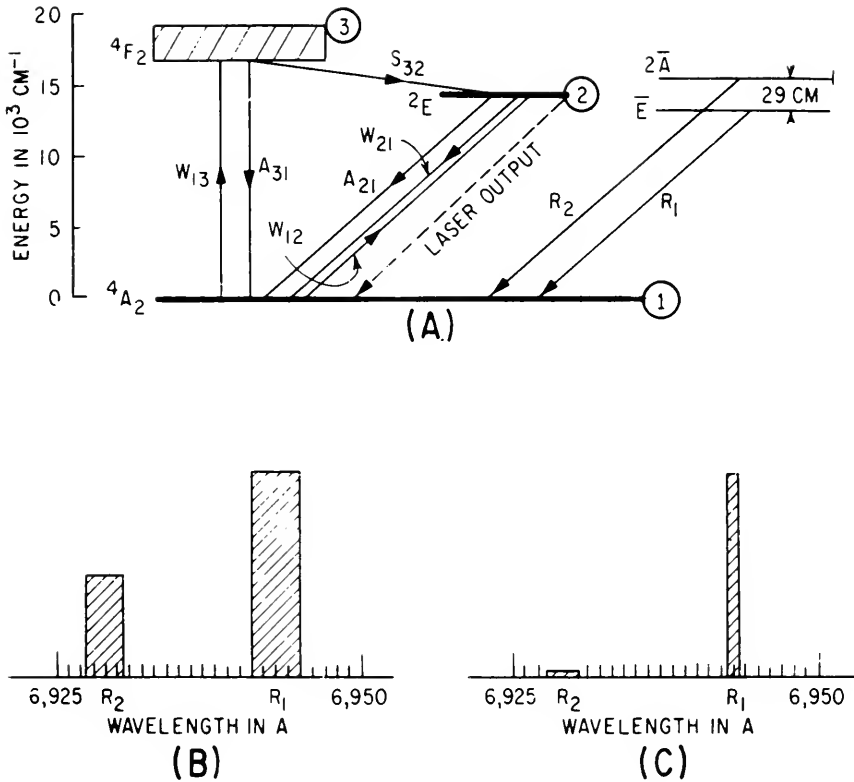 ENERGY IN 10³ CM⁻¹
20
15
10
5
0
⁴F₂
3
S₃₂
²E
2
W₁₃
A₃₁
W₂₁
A₂₁
W₁₂
LASER OUTPUT
⁴A₂
1
2Ā
Ē
29 CM
R₂
R₁
(A)
6,925
R₂
R₁
6,950
WAVELENGTH IN A
(B)
6,925
R₂
R₁
6,950
WAVELENGTH IN A
(C)